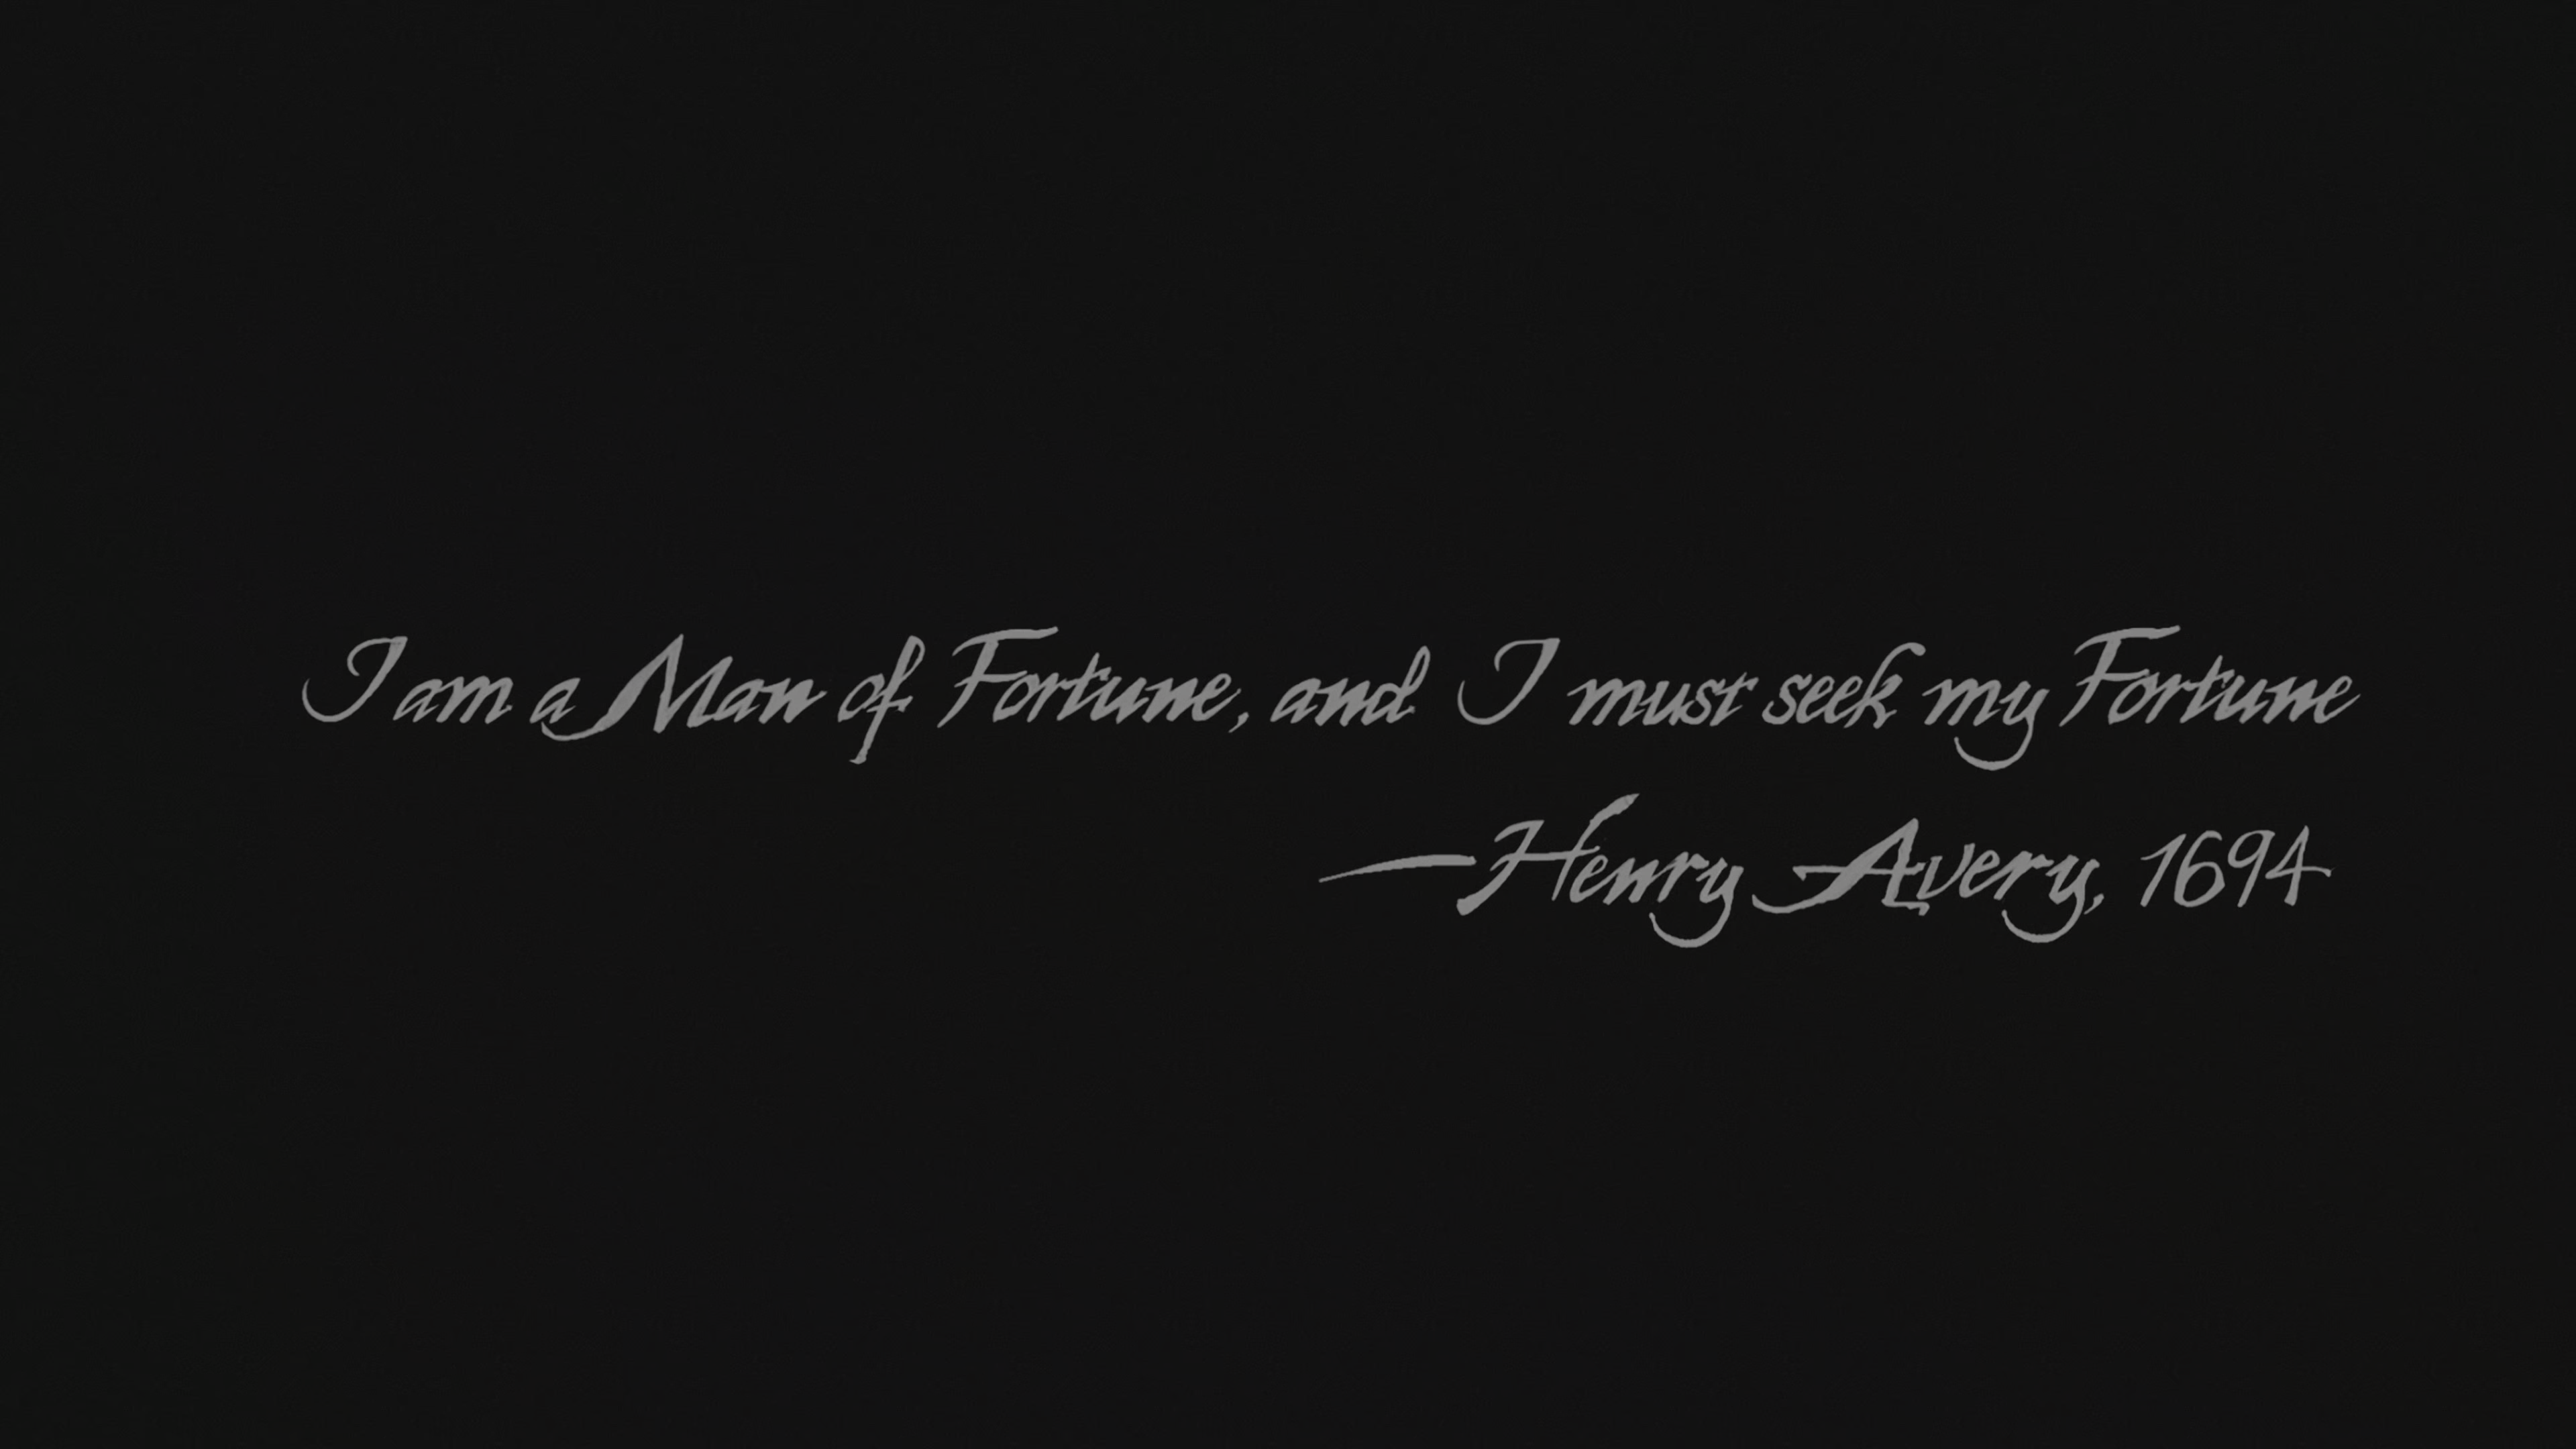 I am a Man of Fortune, and I must seek my Fortune
—Henry Avery, 1694